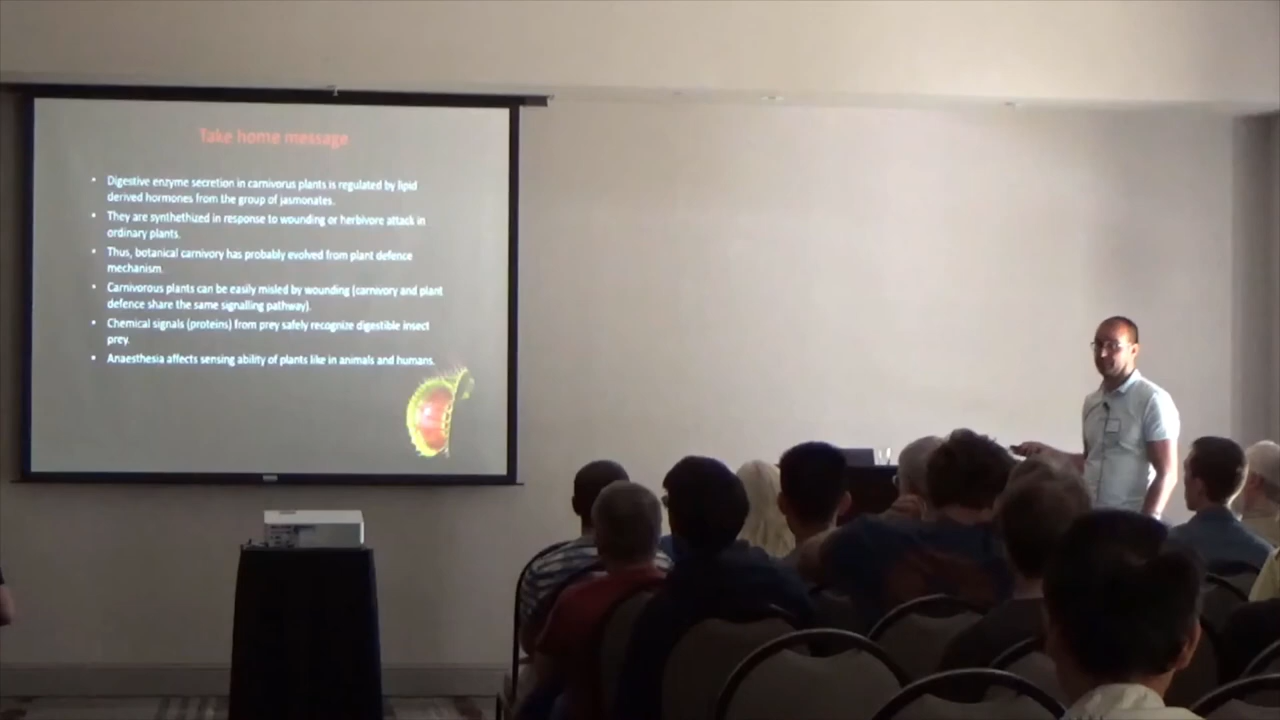 Take home message
• Digestive enzyme secretion in carnivorus plants is regulated by lipid
derived hormones from the group of jasmonates.
• They are synthethized in response to wounding or herbivore attack in
ordinary plants.
• Thus, botanical carnivory has probably evolved from plant defence
mechanism.
• Carnivorous plants can be easily misled by wounding (carnivory and plant
defence share the same signalling pathway).
• Chemical signals (proteins) from prey safely recognize digestible insect
prey.
• Anaesthesia affects sensing ability of plants like in animals and humans.